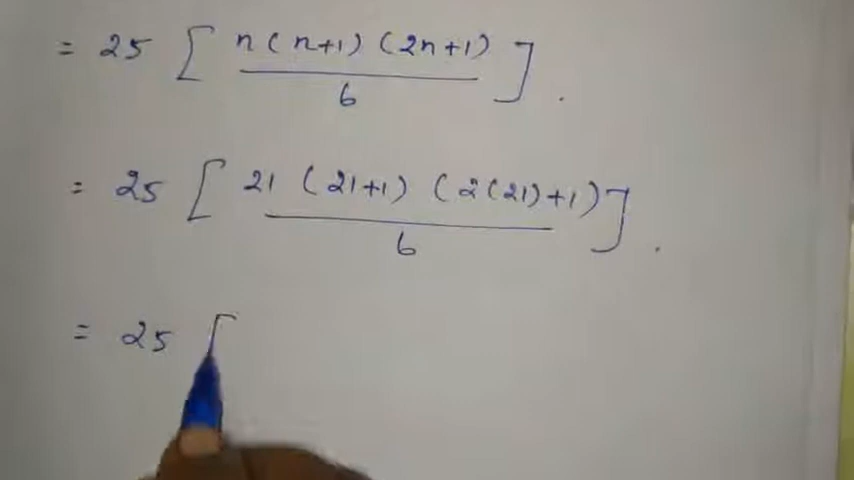 = 25 [ n(n+1) (2n+1) / 6 ] .
= 25 [ 21 (21+1) (2(21)+1) / 6 ] .
= 25 [